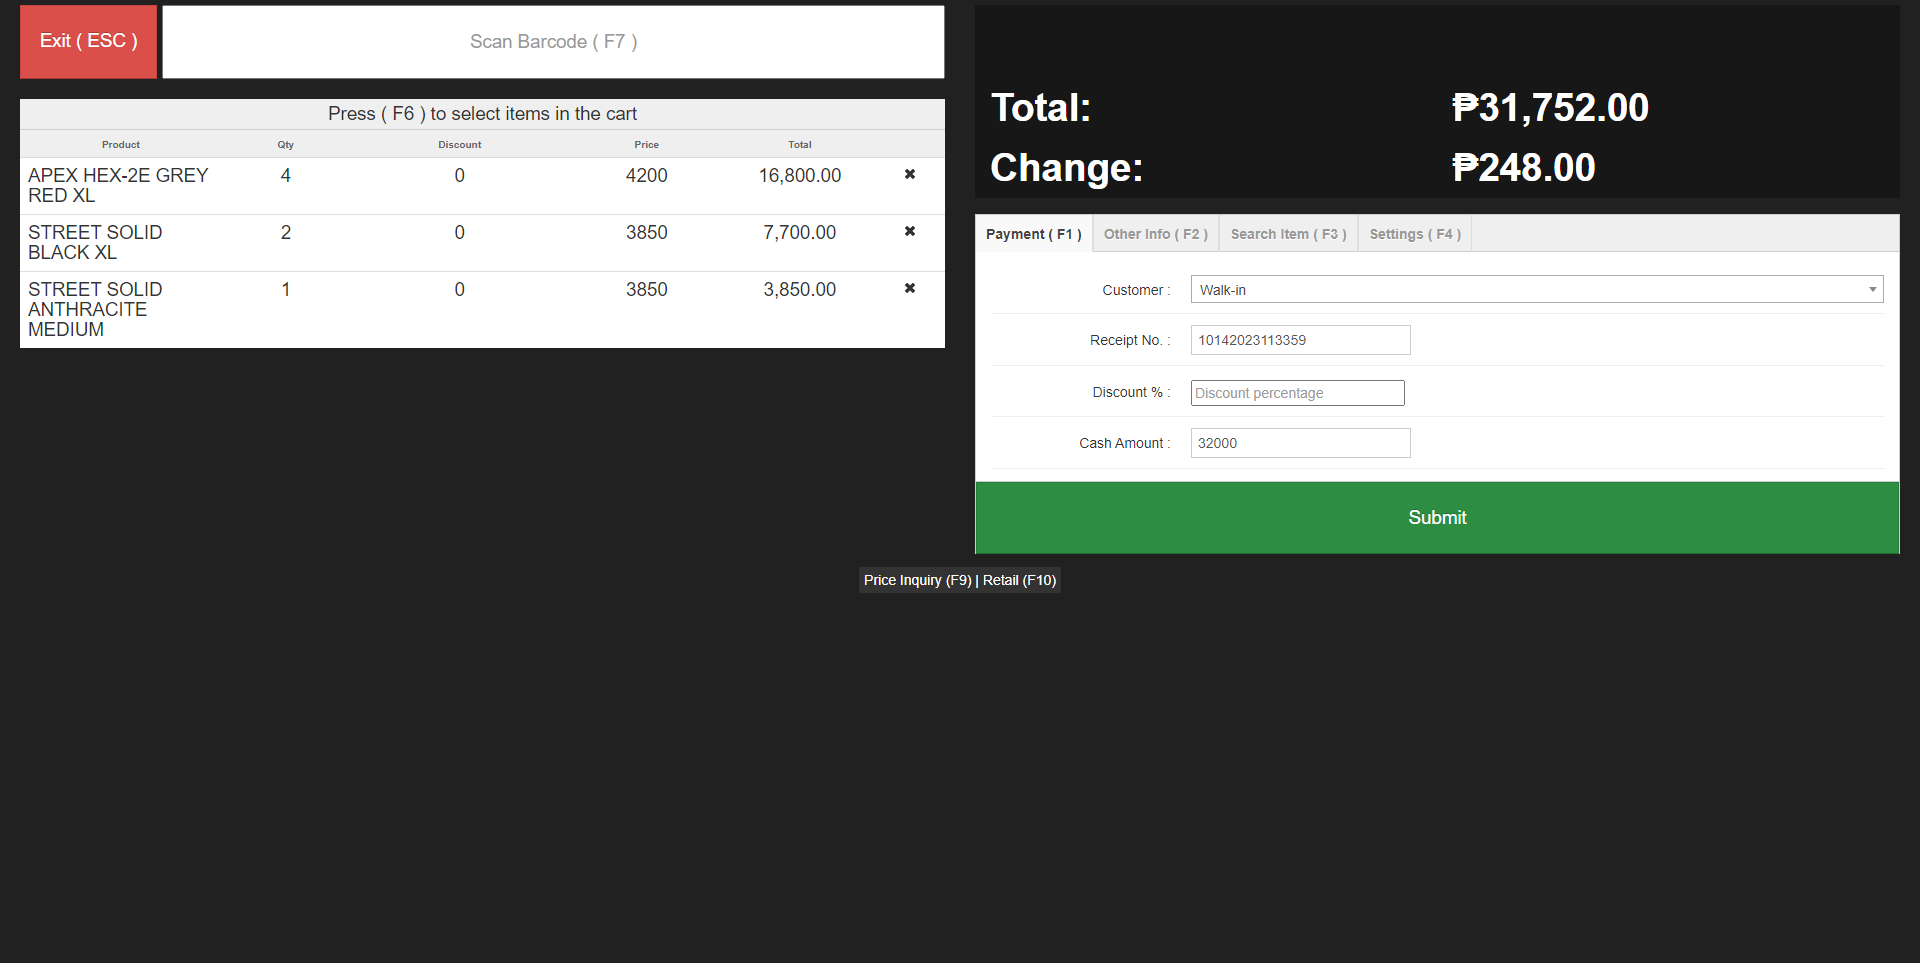 Exit ( ESC )
Scan Barcode ( F7 )
Press ( F6 ) to select items in the cart
Product Qty Discount Price Total
APEX HEX-2E GREY RED XL 4 0 4200 16,800.00 ✖
STREET SOLID BLACK XL 2 0 3850 7,700.00 ✖
STREET SOLID ANTHRACITE MEDIUM 1 0 3850 3,850.00 ✖
Total: ₱31,752.00
Change: ₱248.00
Payment ( F1 ) Other Info ( F2 ) Search Item ( F3 ) Settings ( F4 )
Customer : Walk-in
Receipt No. : 10142023113359
Discount % : Discount percentage
Cash Amount : 32000
Submit
Price Inquiry (F9) | Retail (F10)